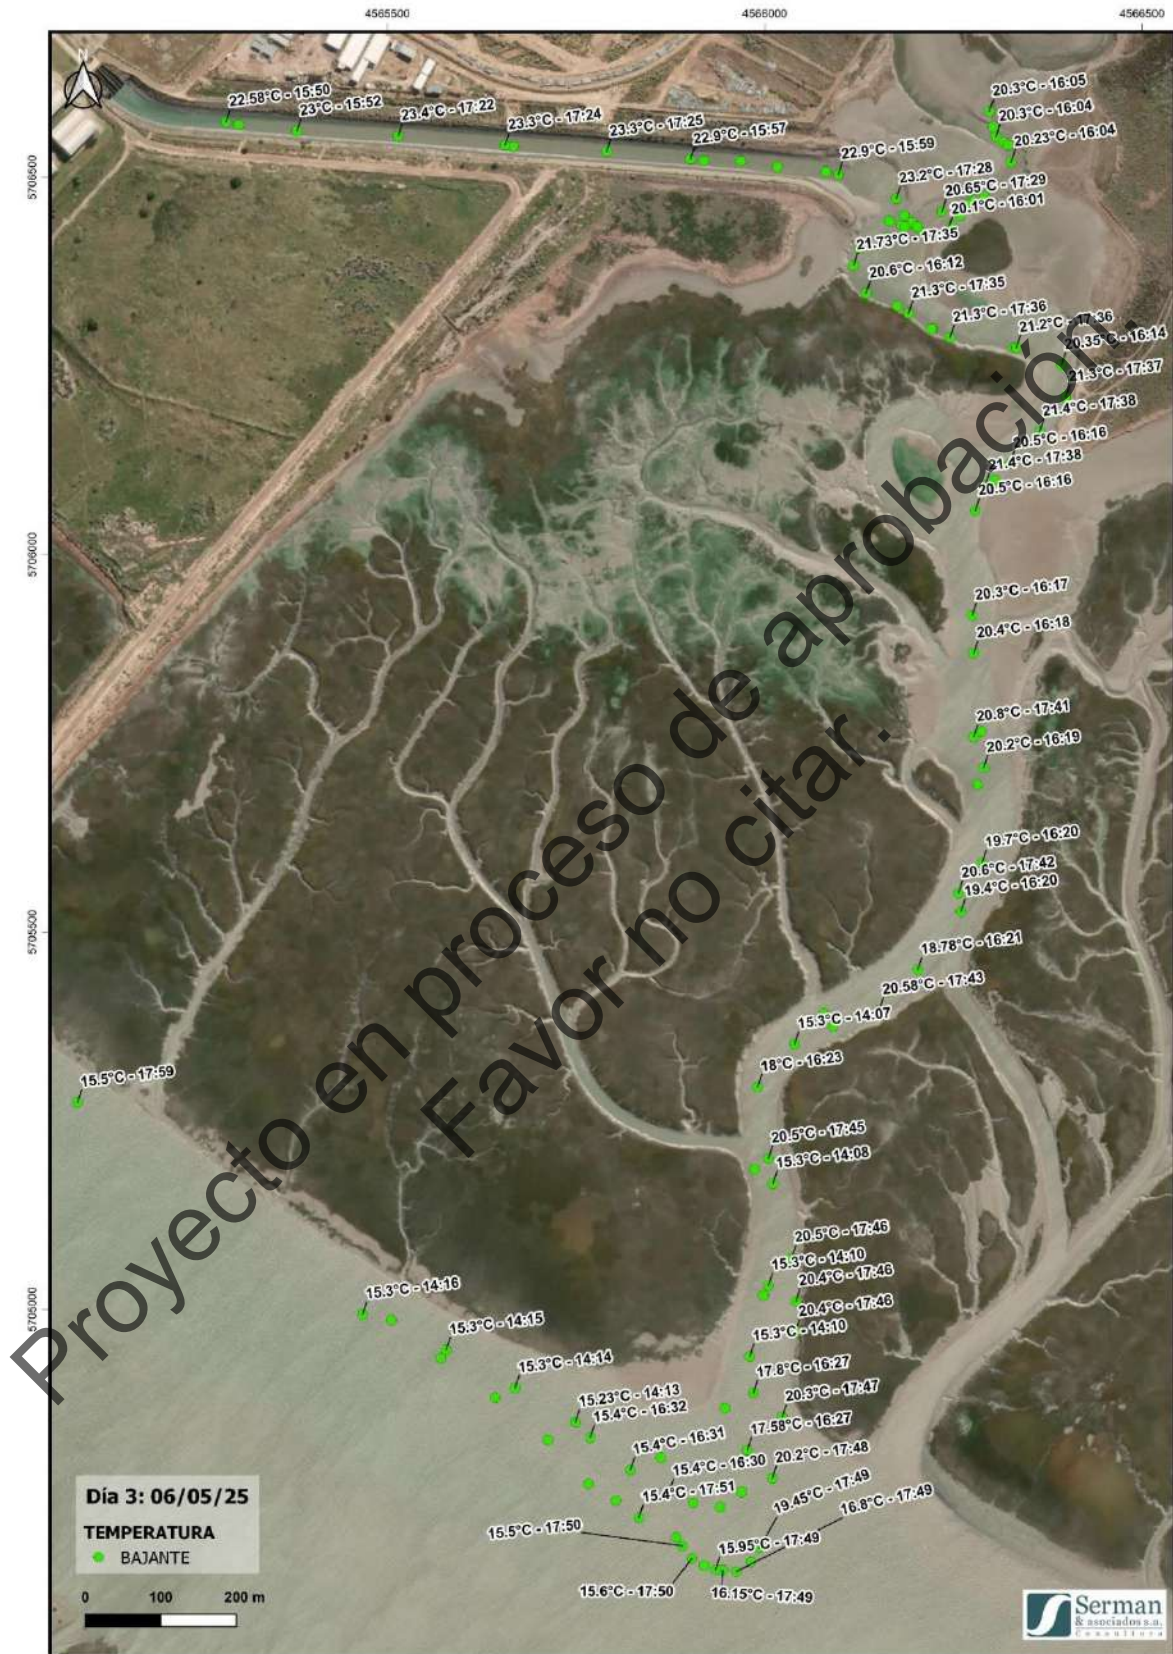 4565500
4566000
4566500
N
22.58°C - 15:50
23°C - 15:52
23.4°C - 17:22
23.3°C - 17:24
23.3°C - 17:25
22.9°C - 15:57
22.9°C - 15:59
20.3°C - 16:05
20.3°C - 16:04
20.23°C - 16:04
5706500
23.2°C - 17:28
20.65°C - 17:29
20.1°C - 16:01
21.73°C - 17:35
20.6°C - 16:12
21.3°C - 17:35
21.3°C - 17:36
21.2°C - 17:36
20.35°C - 16:14
21.3°C - 17:37
21.4°C - 17:38
20.5°C - 16:16
21.4°C - 17:38
20.5°C - 16:16
5706000
20.3°C - 16:17
20.4°C - 16:18
20.8°C - 17:41
20.2°C - 16:19
19.7°C - 16:20
20.6°C - 17:42
19.4°C - 16:20
5705500
18.78°C - 16:21
20.58°C - 17:43
15.3°C - 14:07
18°C - 16:23
15.5°C - 17:59
20.5°C - 17:45
15.3°C - 14:08
20.5°C - 17:46
15.3°C - 14:10
20.4°C - 17:46
20.4°C - 17:46
5705000
15.3°C - 14:16
15.3°C - 14:15
15.3°C - 14:10
15.3°C - 14:14
17.8°C - 16:27
20.3°C - 17:47
15.23°C - 14:13
15.4°C - 16:32
17.58°C - 16:27
15.4°C - 16:31
15.4°C - 16:30
20.2°C - 17:48
15.4°C - 17:51
19.45°C - 17:49
16.8°C - 17:49
15.5°C - 17:50
15.95°C - 17:49
15.6°C - 17:50
16.15°C - 17:49
Proyecto en proceso de aprobación.
Favor no citar.
Día 3: 06/05/25
TEMPERATURA
BAJANTE
0 100 200 m
Serman
& asociados s.a.
Consultora